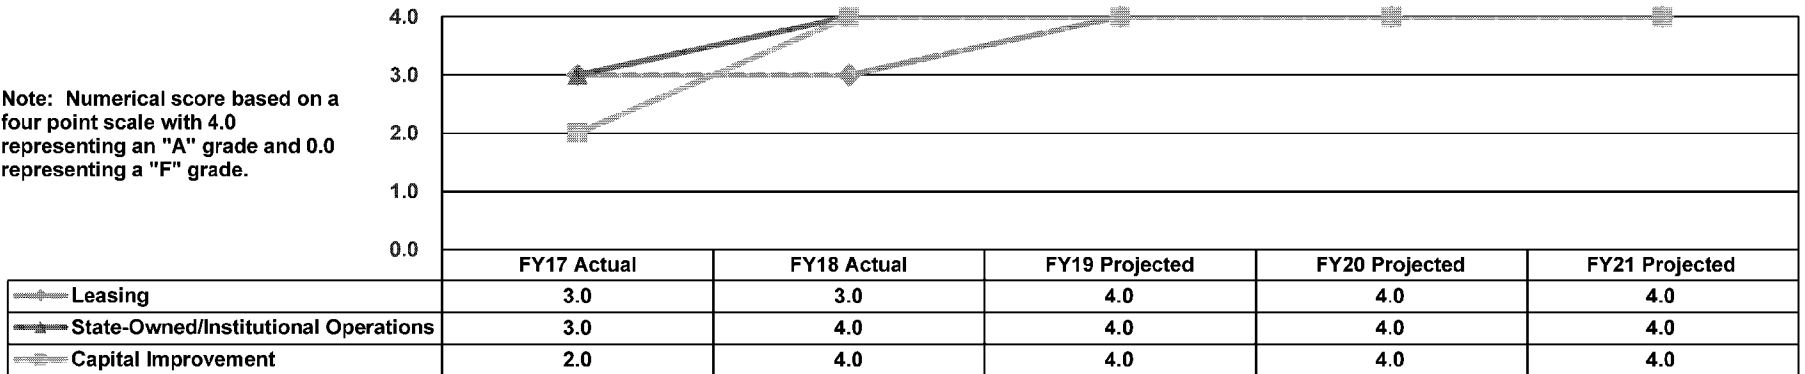 4.0
3.0
Note:  Numerical score based on a
four point scale with 4.0
2.0
representing an "A" grade and 0.0
representing a "F" grade.
1.0
0.0
FY17 Actual FY18 Actual FY19 Projected FY20 Projected FY21 Projected
Leasing 3.0 3.0 4.0 4.0 4.0
State-Owned/Institutional Operations 3.0 4.0 4.0 4.0 4.0
Capital Improvement 2.0 4.0 4.0 4.0 4.0